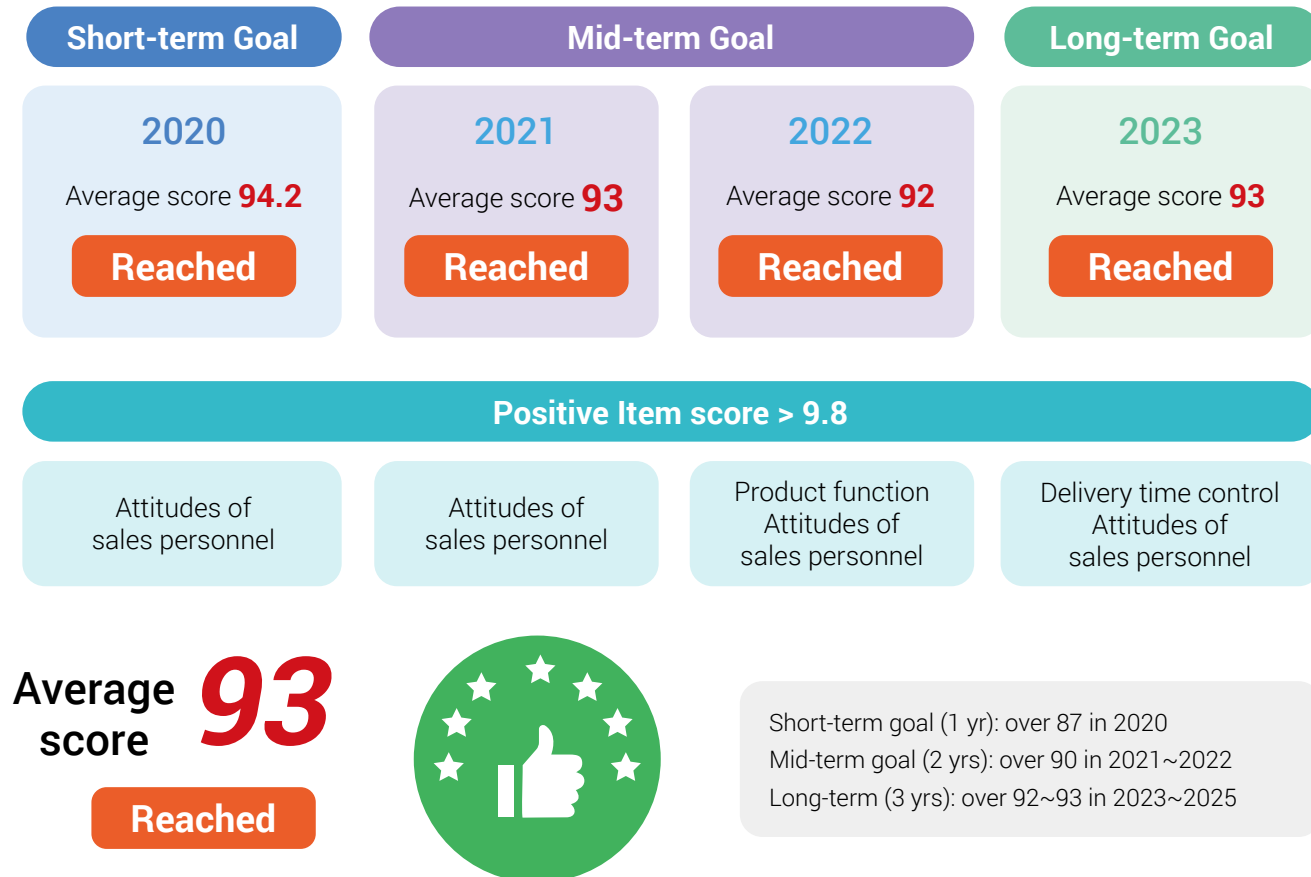 Short-term Goal
Mid-term Goal
Long-term Goal
2020
Average score 94.2
Reached
2021
Average score 93
Reached
2022
Average score 92
Reached
2023
Average score 93
Reached
Positive Item score > 9.8
Attitudes of
sales personnel
Attitudes of
sales personnel
Product function
Attitudes of
sales personnel
Delivery time control
Attitudes of
sales personnel
Average
score
93
Reached
Short-term goal (1 yr): over 87 in 2020
Mid-term goal (2 yrs): over 90 in 2021~2022
Long-term (3 yrs): over 92~93 in 2023~2025